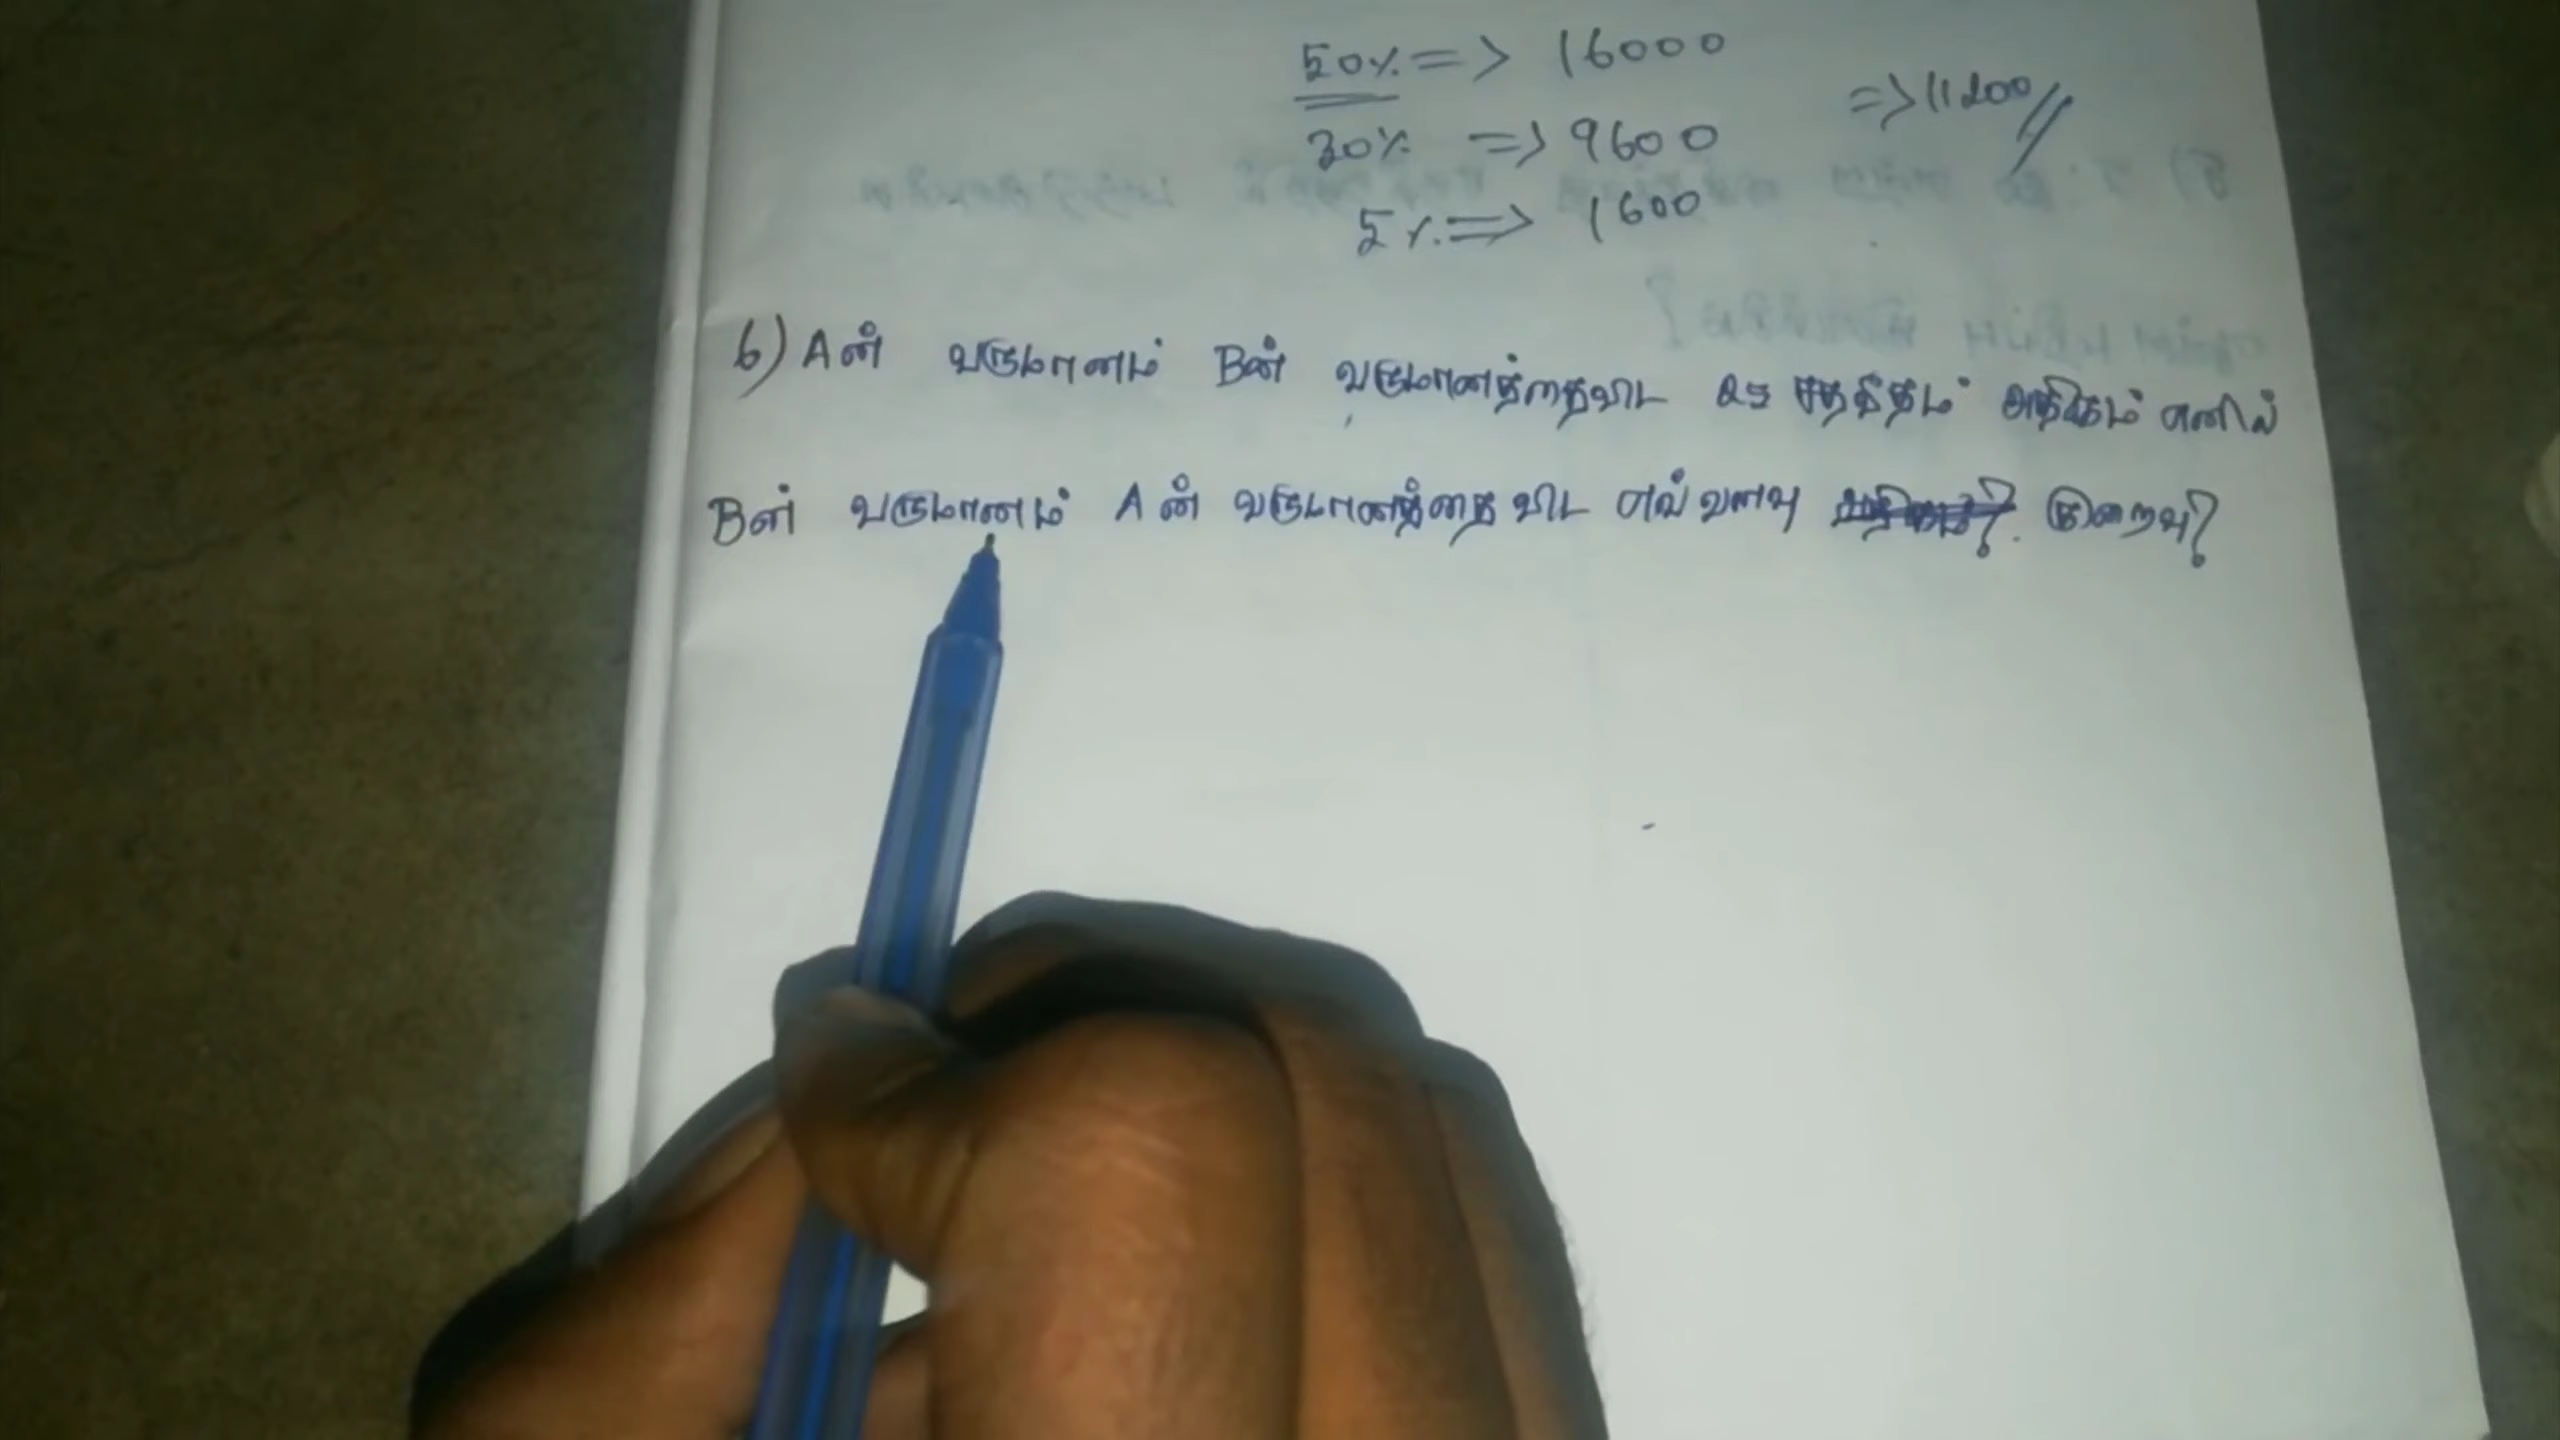 50% => 16000
=> 11200//
30% => 9600
5% => 1600
6) Aன் வருமானம் Bன் வருமானத்தைவிட 25 சதவீதம் அதிகம் எனில்
Bன் வருமானம் Aன் வருமானத்தை விட எவ்வளவு குறைவு?